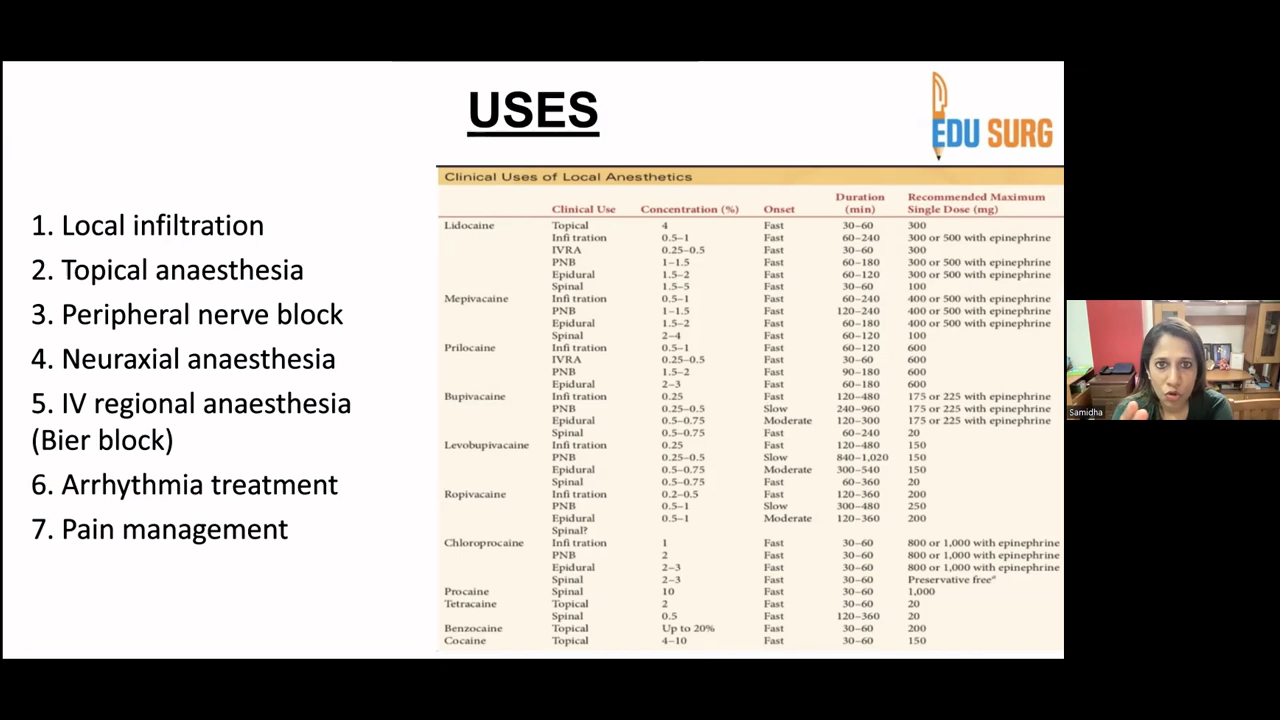 USES
EDU SURG
1. Local infiltration
2. Topical anaesthesia
3. Peripheral nerve block
4. Neuraxial anaesthesia
5. IV regional anaesthesia
(Bier block)
6. Arrhythmia treatment
7. Pain management
Clinical Uses of Local Anesthetics
Clinical Use Concentration (%) Onset Duration (min) Recommended Maximum Single Dose (mg)
Lidocaine Topical 4 Fast 30–60 300
Infi tration 0.5–1 Fast 60–240 300 or 500 with epinephrine
IVRA 0.25–0.5 Fast 30–60 300
PNB 1–1.5 Fast 60–180 300 or 500 with epinephrine
Epidural 1.5–2 Fast 60–120 300 or 500 with epinephrine
Spinal 1.5–5 Fast 30–60 100
Mepivacaine Infi tration 0.5–1 Fast 60–240 400 or 500 with epinephrine
PNB 1–1.5 Fast 120–240 400 or 500 with epinephrine
Epidural 1.5–2 Fast 60–180 400 or 500 with epinephrine
Spinal 2–4 Fast 60–120 100
Prilocaine Infi tration 0.5–1 Fast 60–120 600
IVRA 0.25–0.5 Fast 30–60 600
PNB 1.5–2 Fast 90–180 600
Epidural 2–3 Fast 60–180 600
Bupivacaine Infi tration 0.25 Fast 120–480 175 or 225 with epinephrine
PNB 0.25–0.5 Slow 240–960 175 or 225 with epinephrine
Epidural 0.5–0.75 Moderate 120–300 175 or 225 with epinephrine
Spinal 0.5–0.75 Fast 60–240 20
Levobupivacaine Infi tration 0.25 Fast 120–480 150
PNB 0.25–0.5 Slow 840–1,020 150
Epidural 0.5–0.75 Moderate 300–540 150
Spinal 0.5–0.75 Fast 60–360 20
Ropivacaine Infi tration 0.2–0.5 Fast 120–360 200
PNB 0.5–1 Slow 300–480 250
Epidural 0.5–1 Moderate 120–360 200
Spinal?
Chloroprocaine Infi tration 1 Fast 30–60 800 or 1,000 with epinephrine
PNB 2 Fast 30–60 800 or 1,000 with epinephrine
Epidural 2–3 Fast 30–60 800 or 1,000 with epinephrine
Spinal 2–3 Fast 30–60 Preservative freeª
Procaine Spinal 10 Fast 30–60 1,000
Tetracaine Topical 2 Fast 30–60 20
Spinal 0.5 Fast 120–360 20
Benzocaine Topical Up to 20% Fast 30–60 200
Cocaine Topical 4–10 Fast 30–60 150
Samidha